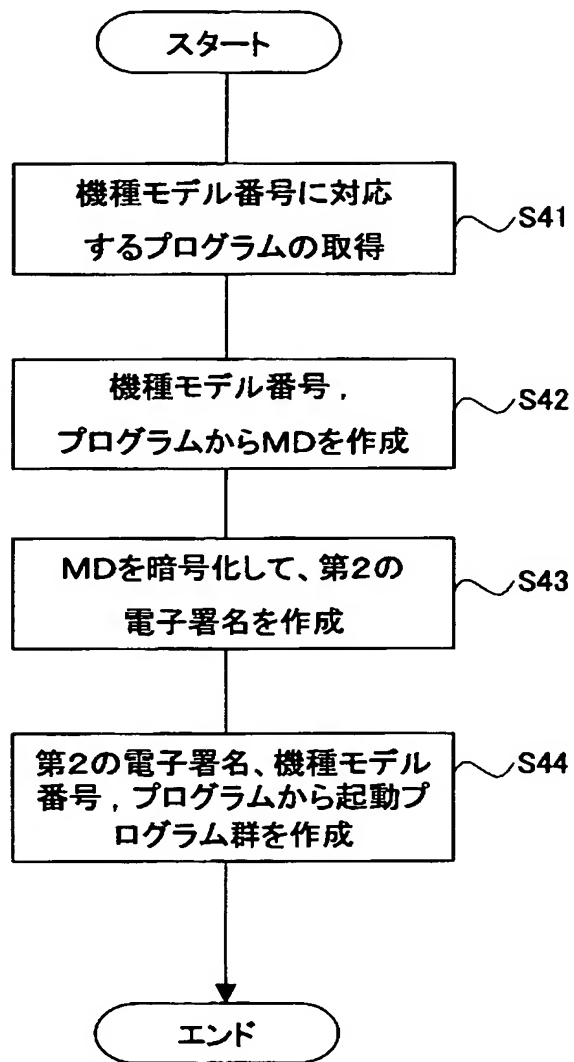 スタート
機種モデル番号に対応
するプログラムの取得
S41
機種モデル番号,
プログラムからMDを作成
S42
MDを暗号化して、第2の
電子署名を作成
S43
第2の電子署名、機種モデル
番号,プログラムから起動プ
ログラム群を作成
S44
エンド